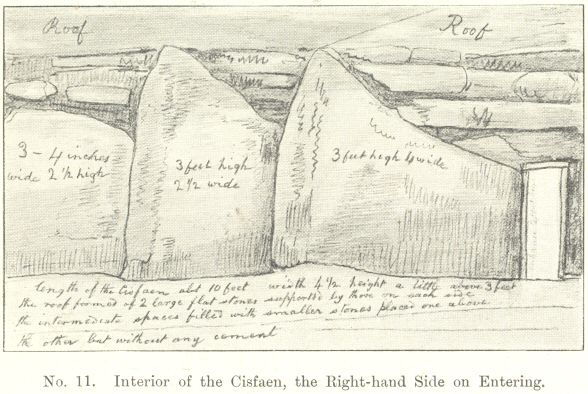 Roof
Roof
3 - 4 inches
wide 2 1/2 high
3 feet high
2 1/2 wide
3 feet high 4 wide
length of the Cisfaen abt 10 feet width 4 1/2 height a little above 3 feet
the roof formed of 2 large flat stones supported by three on each side
the intermediate spaces filled with smaller stones placed one above
the other but without any cement
No. 11. Interior of the Cisfaen, the Right-hand Side on Entering.